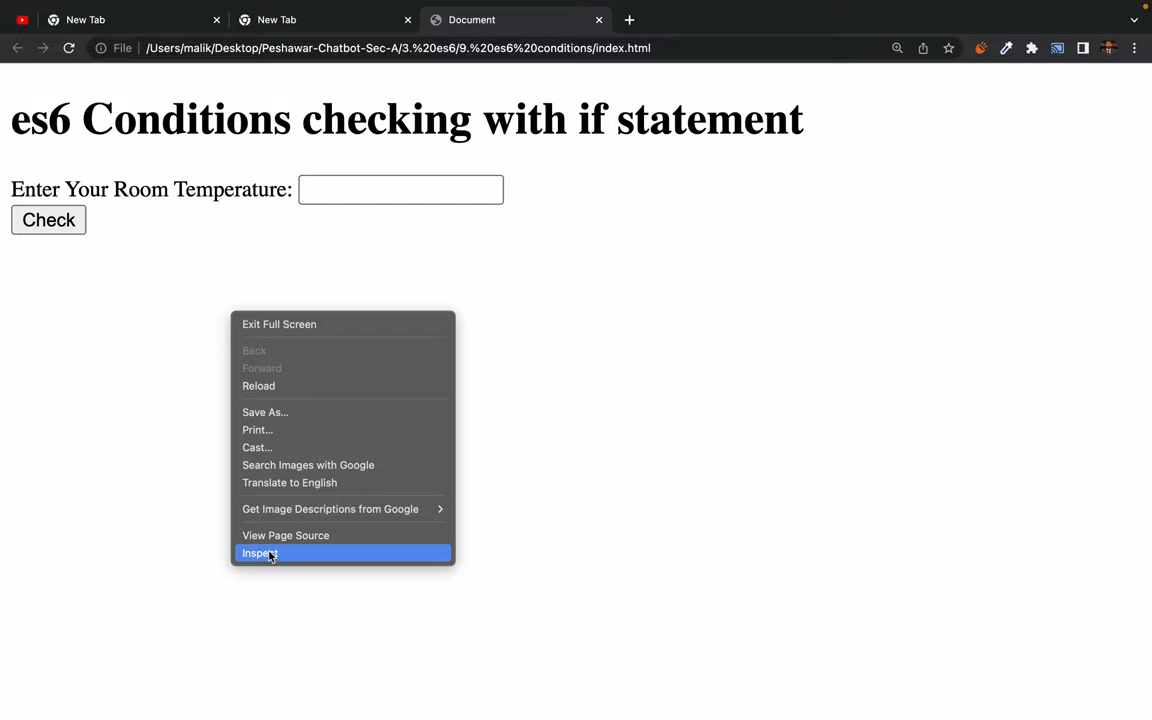 New Tab
New Tab
Document
File
/Users/malik/Desktop/Peshawar-Chatbot-Sec-A/3.%20es6/9.%20es6%20conditions/index.html
es6 Conditions checking with if statement
Enter Your Room Temperature:
Check
Exit Full Screen
Back
Forward
Reload
Save As...
Print...
Cast...
Search Images with Google
Translate to English
Get Image Descriptions from Google
View Page Source
Inspect